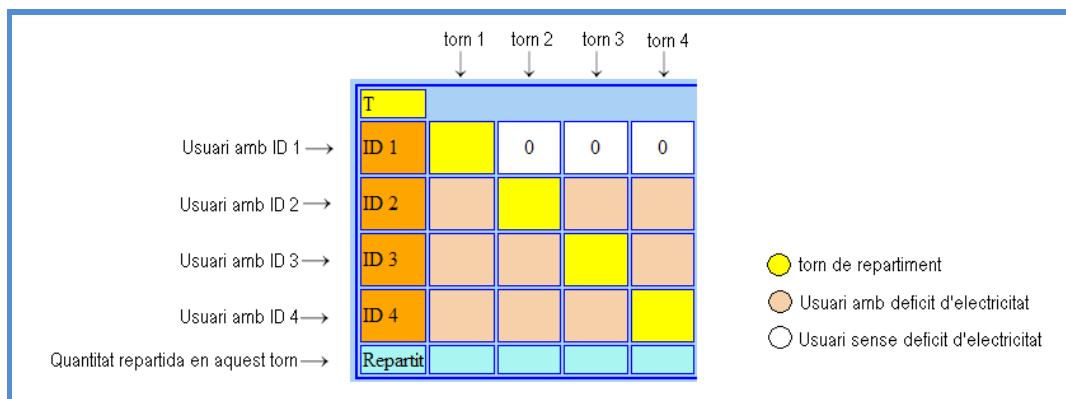 torn 1 torn 2 torn 3 torn 4
T
Usuari amb ID 1 ID 1 0 0 0
Usuari amb ID 2 ID 2
Usuari amb ID 3 ID 3
torn de repartiment
Usuari amb deficit d'electricitat
Usuari amb ID 4 ID 4
Usuari sense deficit d'electricitat
Quantitat repartida en aquest torn Repartit